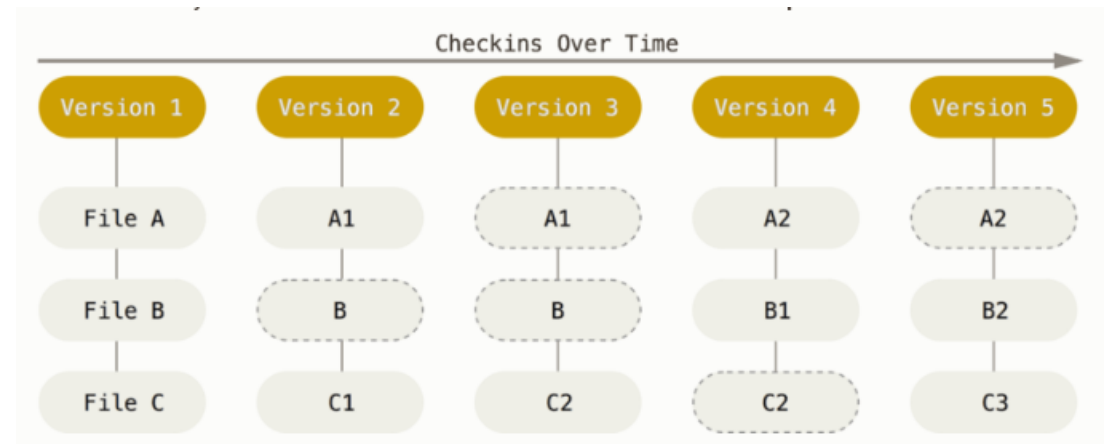 Checkins Over Time
Version 1 Version 2 Version 3 Version 4 Version 5
File A A1 A1 A2 A2
File B B B B1 B2
File C C1 C2 C2 C3